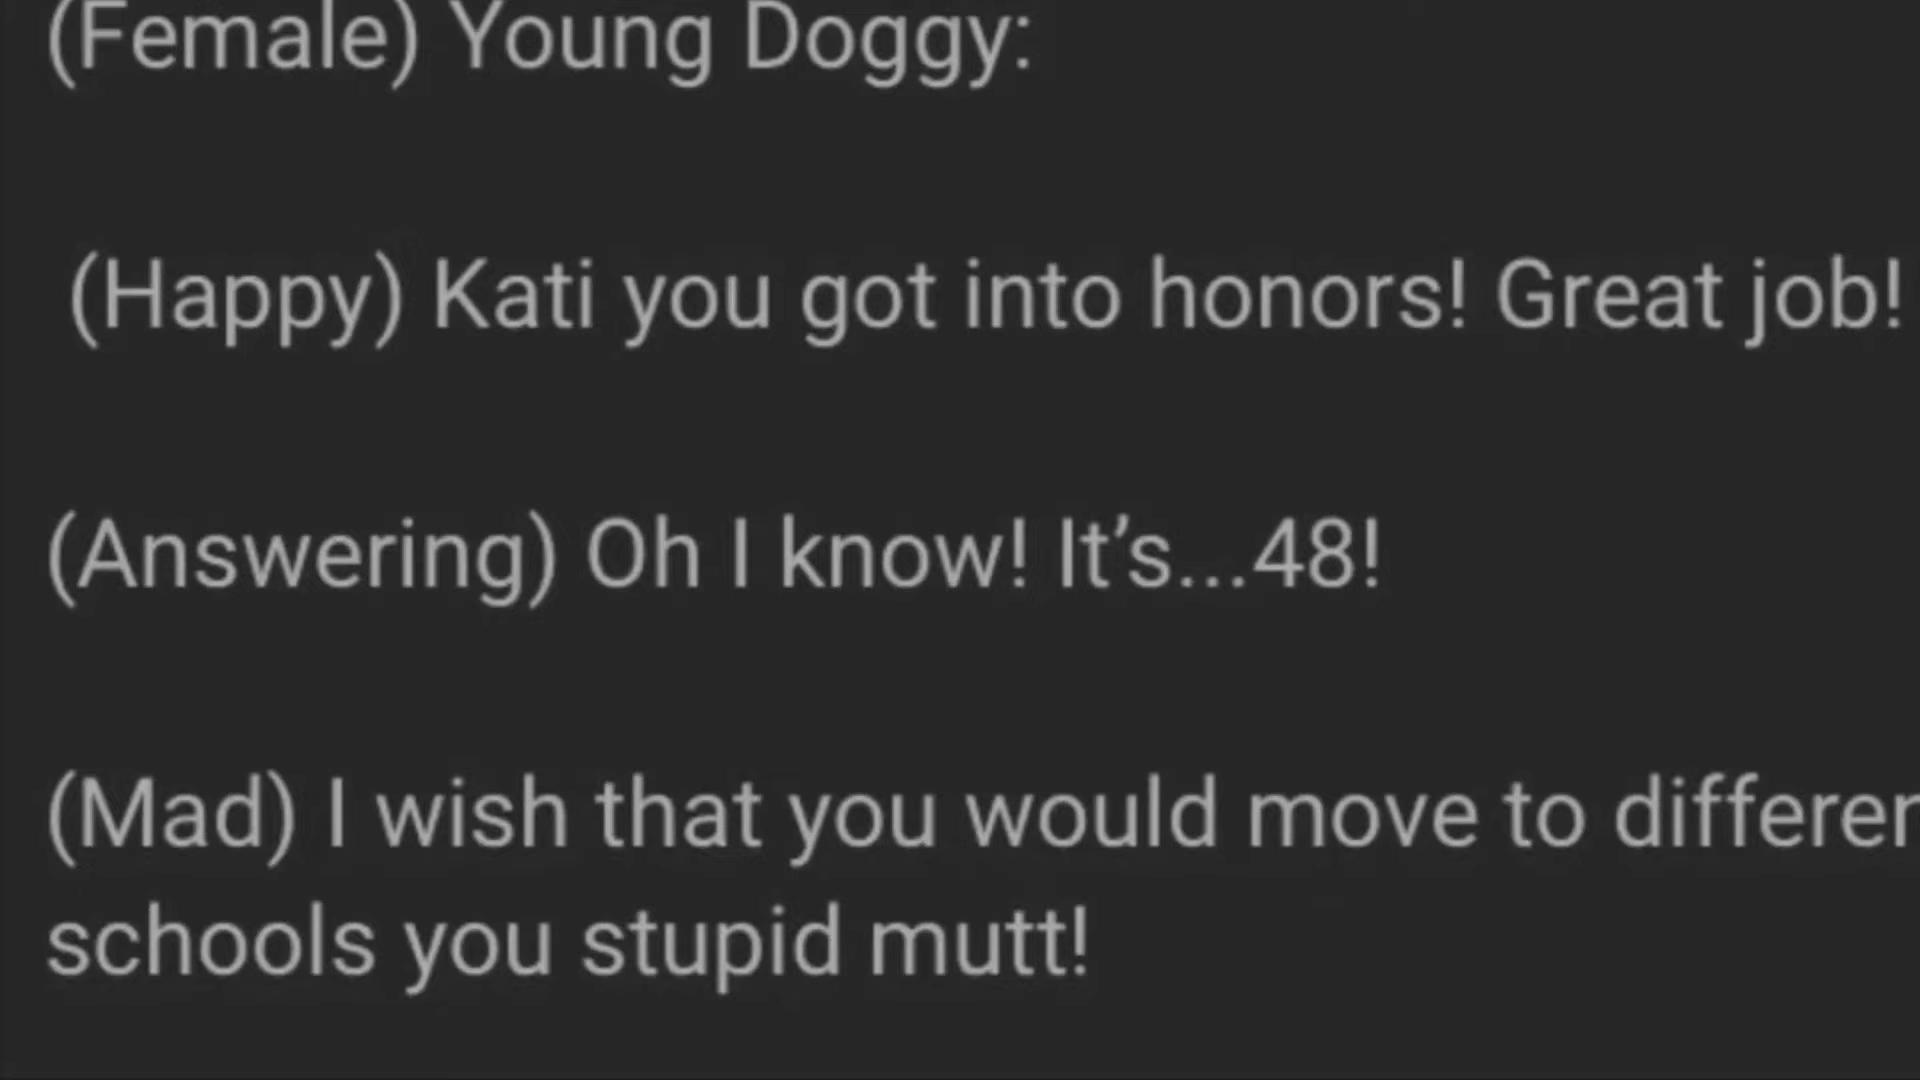 (Female) Young Doggy:
(Happy) Kati you got into honors! Great job!
(Answering) Oh I know! It’s...48!
(Mad) I wish that you would move to
schools you stupid mutt!